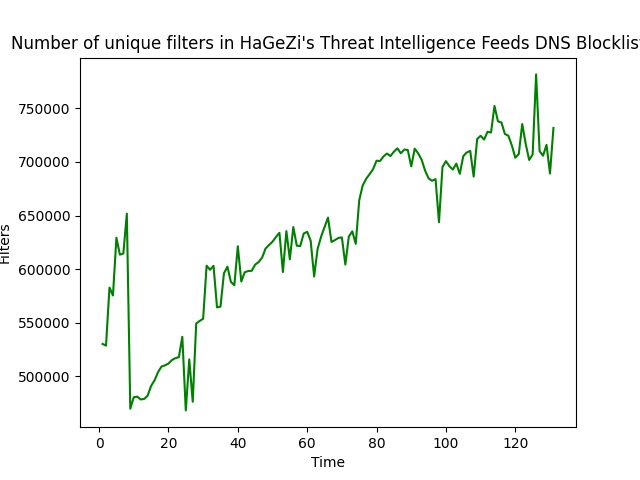 Number of unique filters in HaGeZi's Threat Intelligence Feeds DNS Blocklist
Filters
750000
700000
650000
600000
550000
500000
0 20 40 60 80 100 120
Time